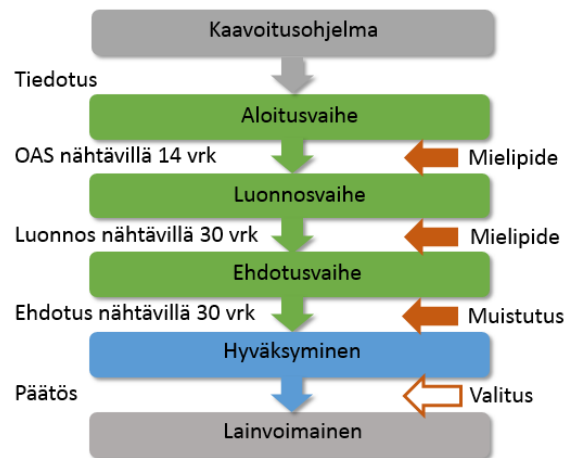 Kaavoitusohjelma
Tiedotus
Aloitusvaihe
OAS nähtävillä 14 vrk
Mielipide
Luonnosvaihe
Luonnos nähtävillä 30 vrk
Mielipide
Ehdotusvaihe
Ehdotus nähtävillä 30 vrk
Muistutus
Hyväksyminen
Päätös
Valitus
Lainvoimainen